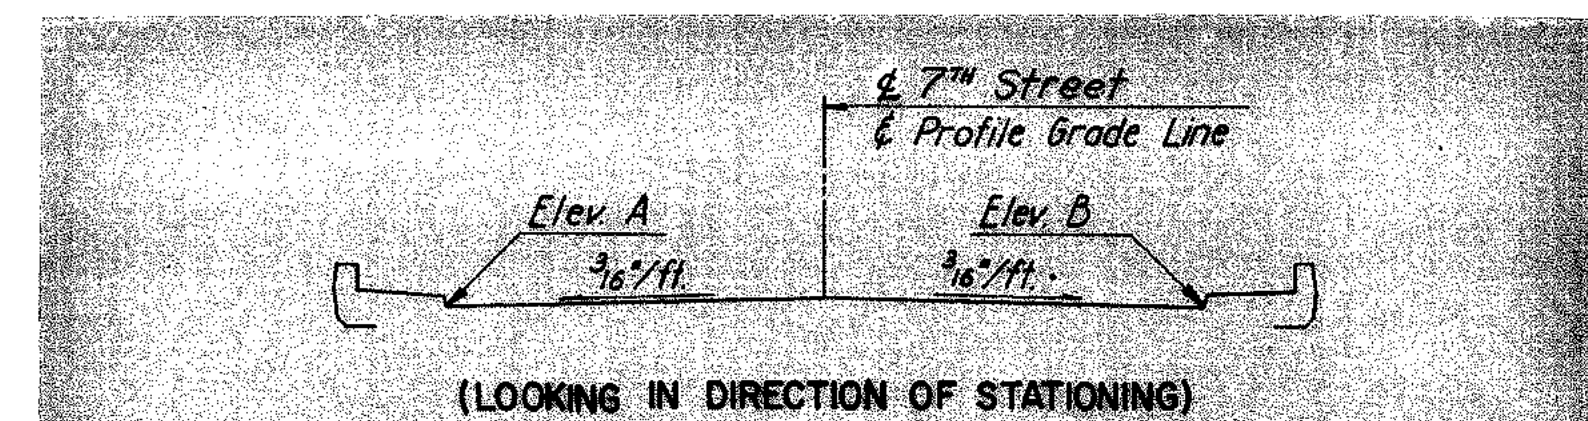 ℄ 7TH Street
℄ Profile Grade Line
Elev. A
Elev. B
3/16"/ft.
3/16"/ft.
(LOOKING IN DIRECTION OF STATIONING)